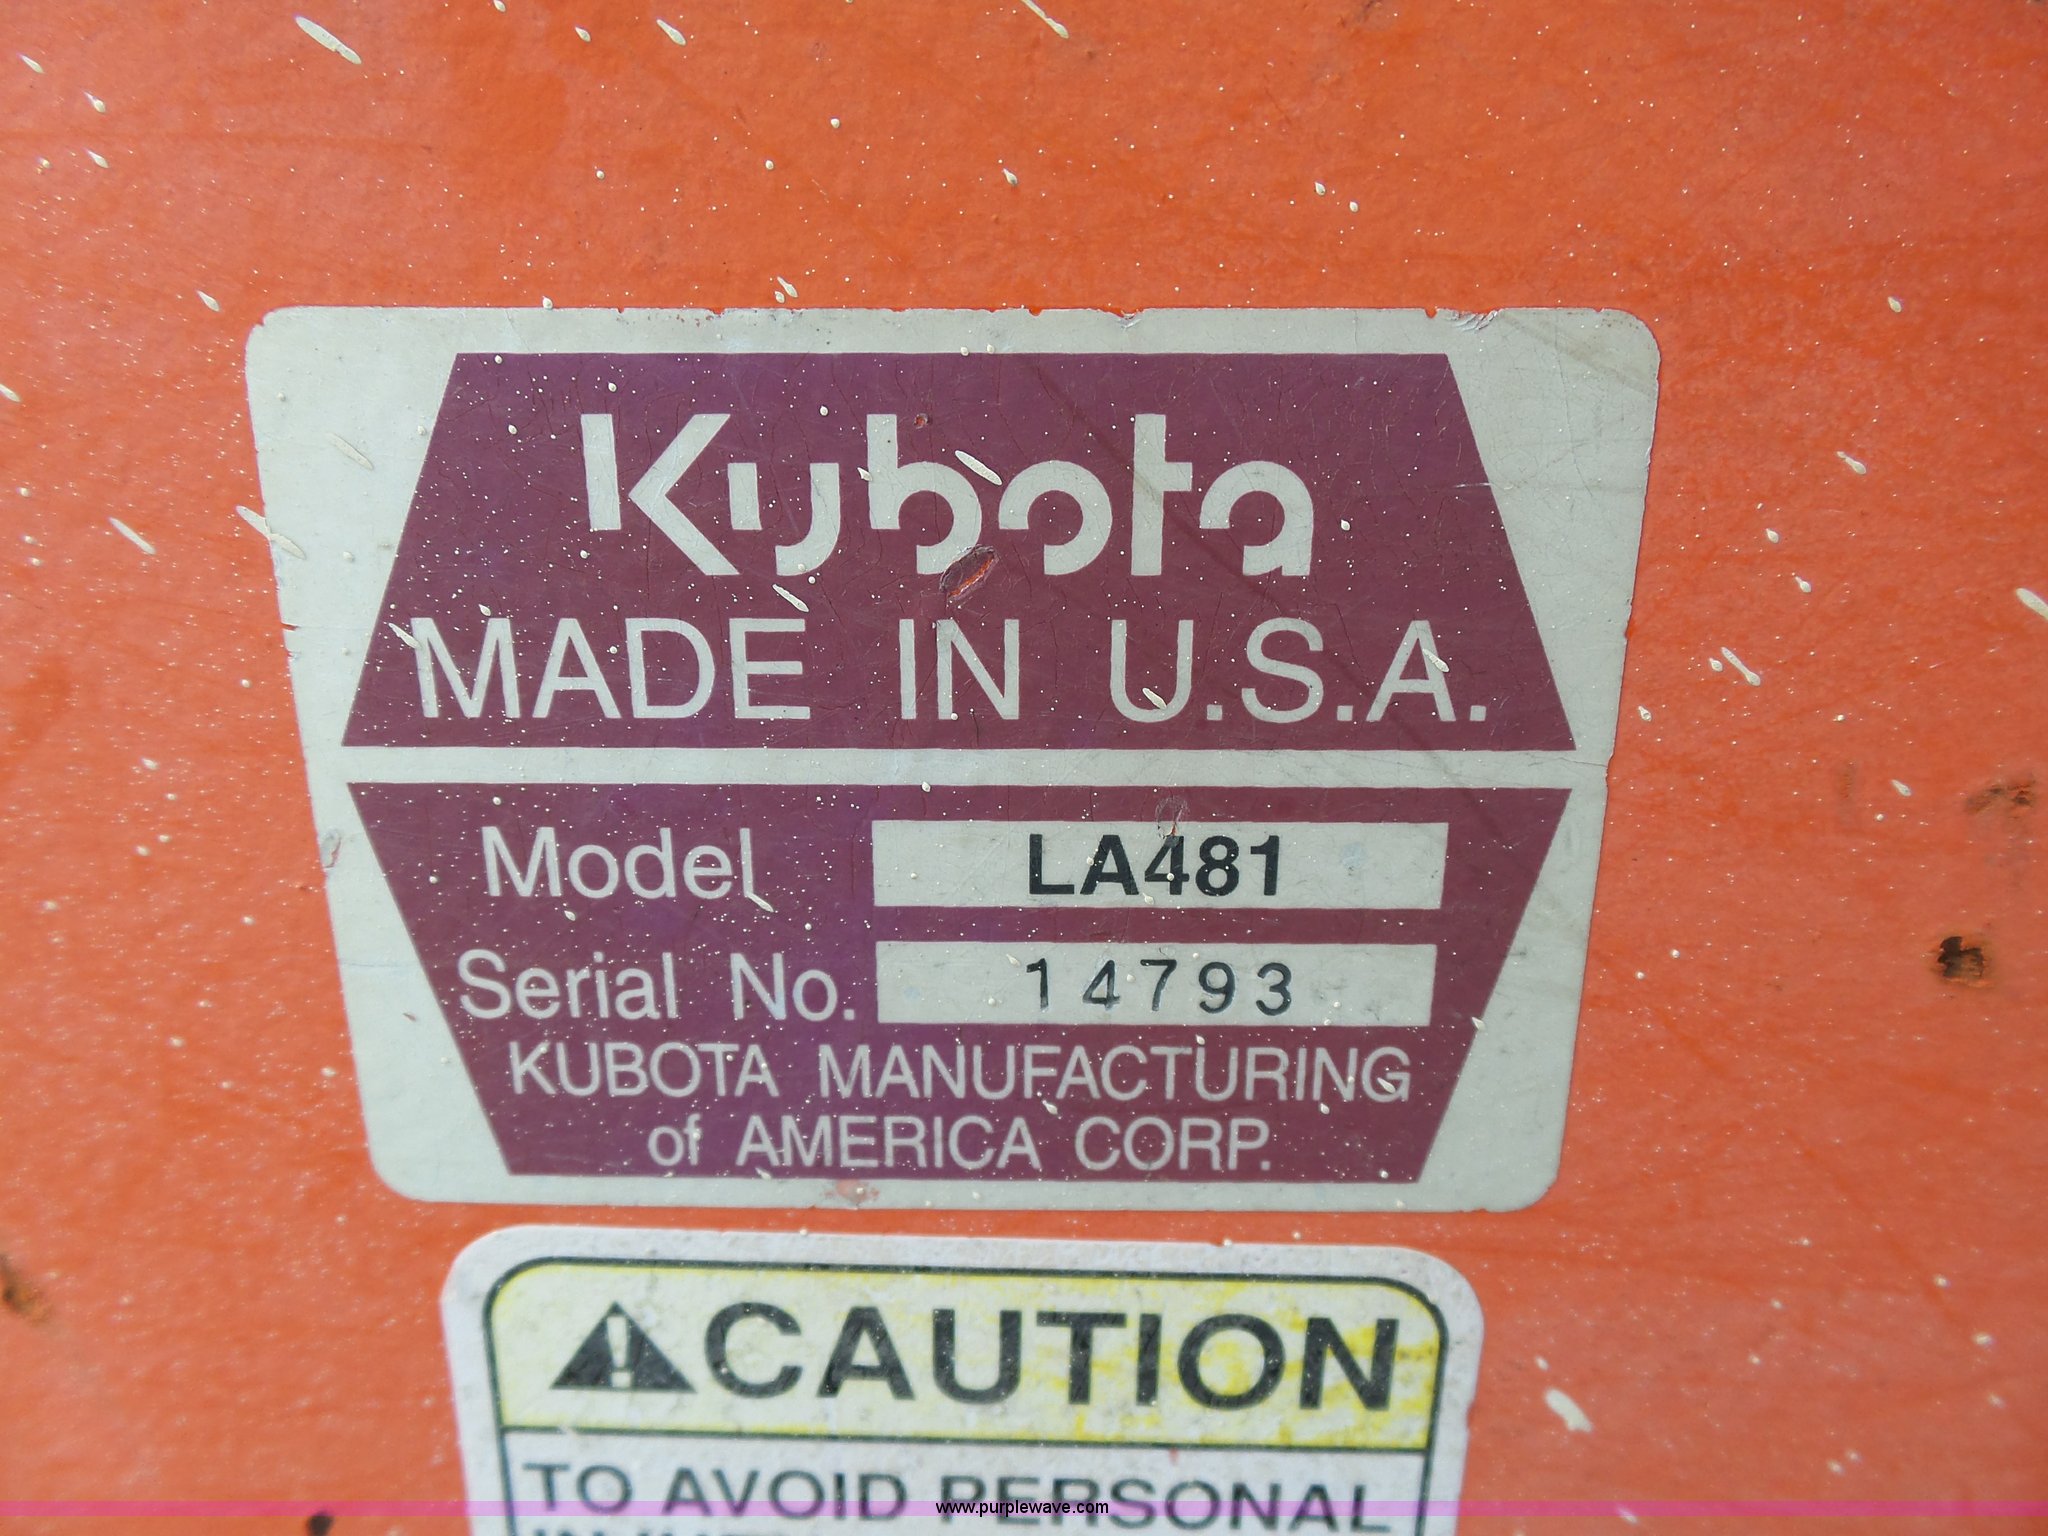 Kubota
MADE IN U.S.A.
Model LA481
Serial No. 14793
KUBOTA MANUFACTURING
of AMERICA CORP.
CAUTION
TO AVOID PERSONAL
www.purplewave.com